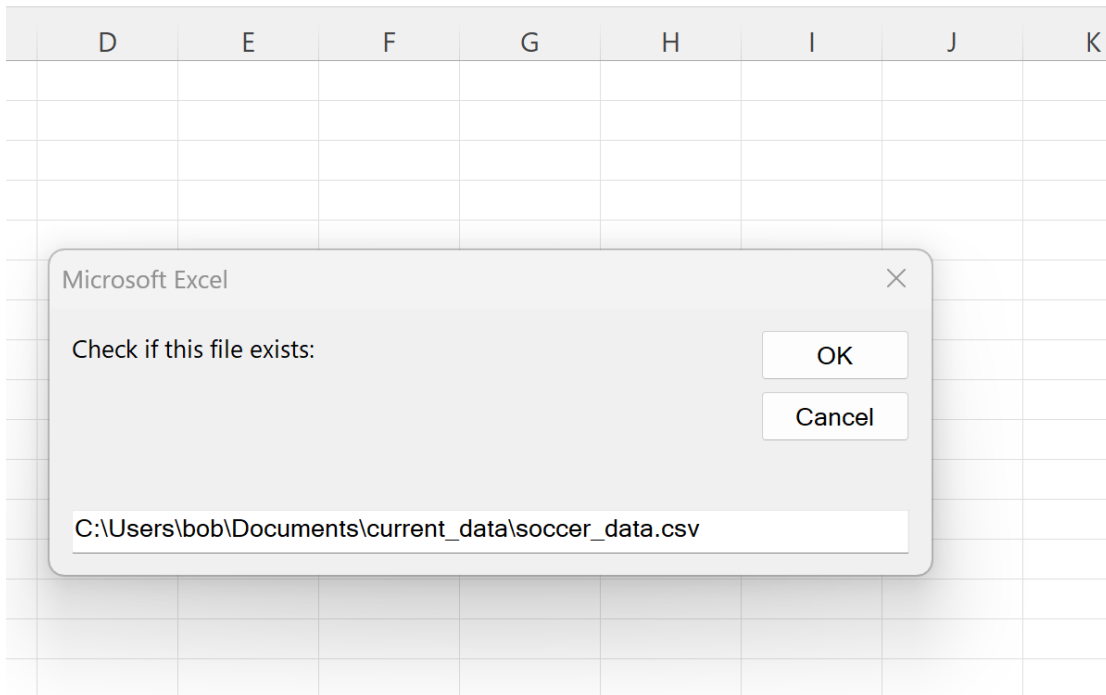 D E F G H I J K
Microsoft Excel
Check if this file exists:
OK
Cancel
C:\Users\bob\Documents\current_data\soccer_data.csv